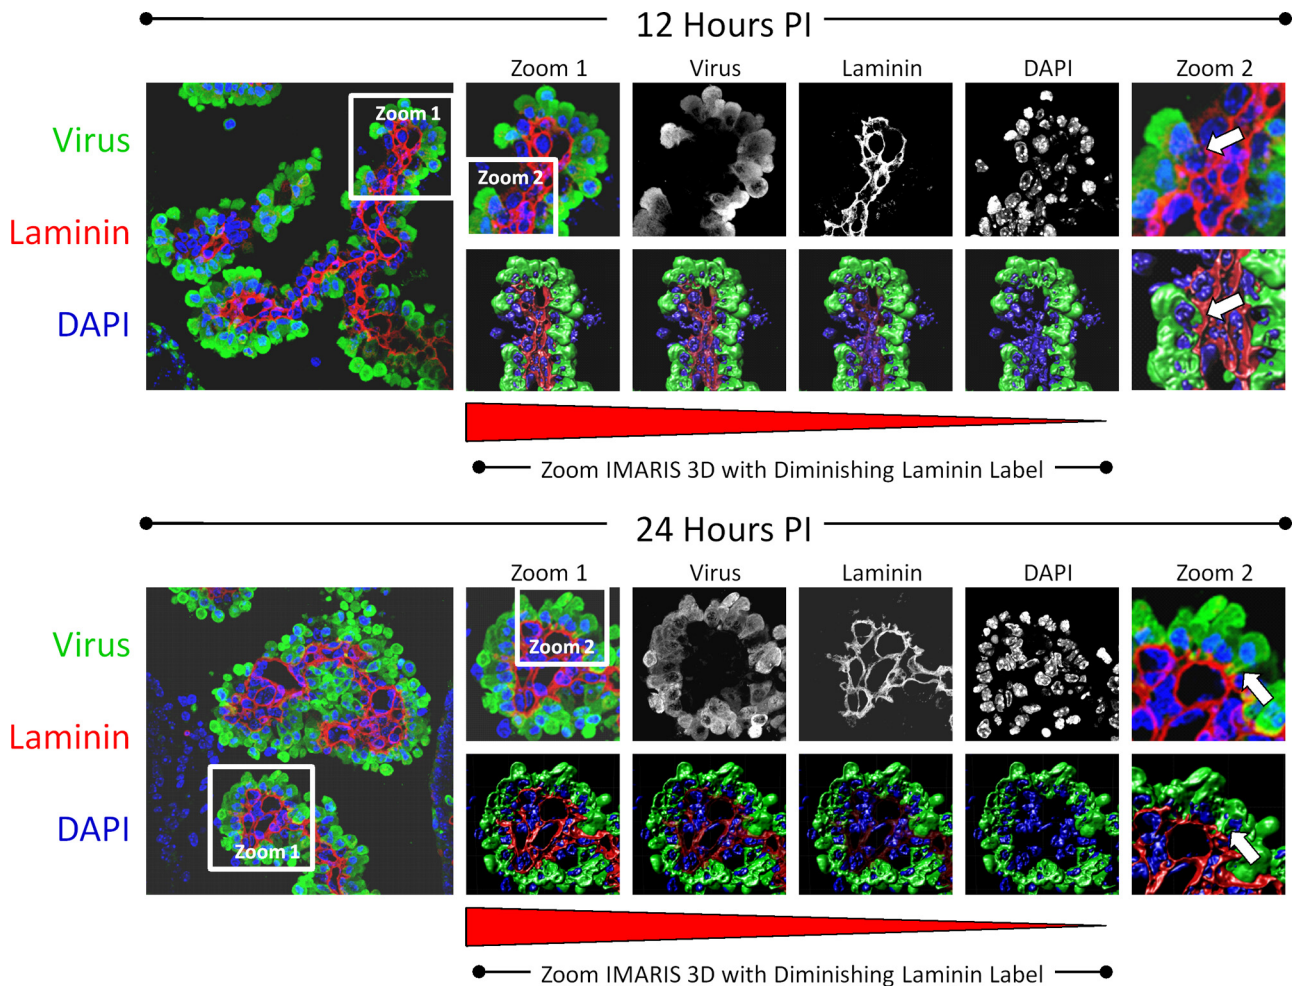 12 Hours PI
Zoom 1 Virus Laminin DAPI Zoom 2
Virus
Laminin
DAPI
Zoom 1
Zoom 2
Zoom IMARIS 3D with Diminishing Laminin Label
24 Hours PI
Zoom 1 Virus Laminin DAPI Zoom 2
Virus
Laminin
DAPI
Zoom 2
Zoom 1
Zoom IMARIS 3D with Diminishing Laminin Label